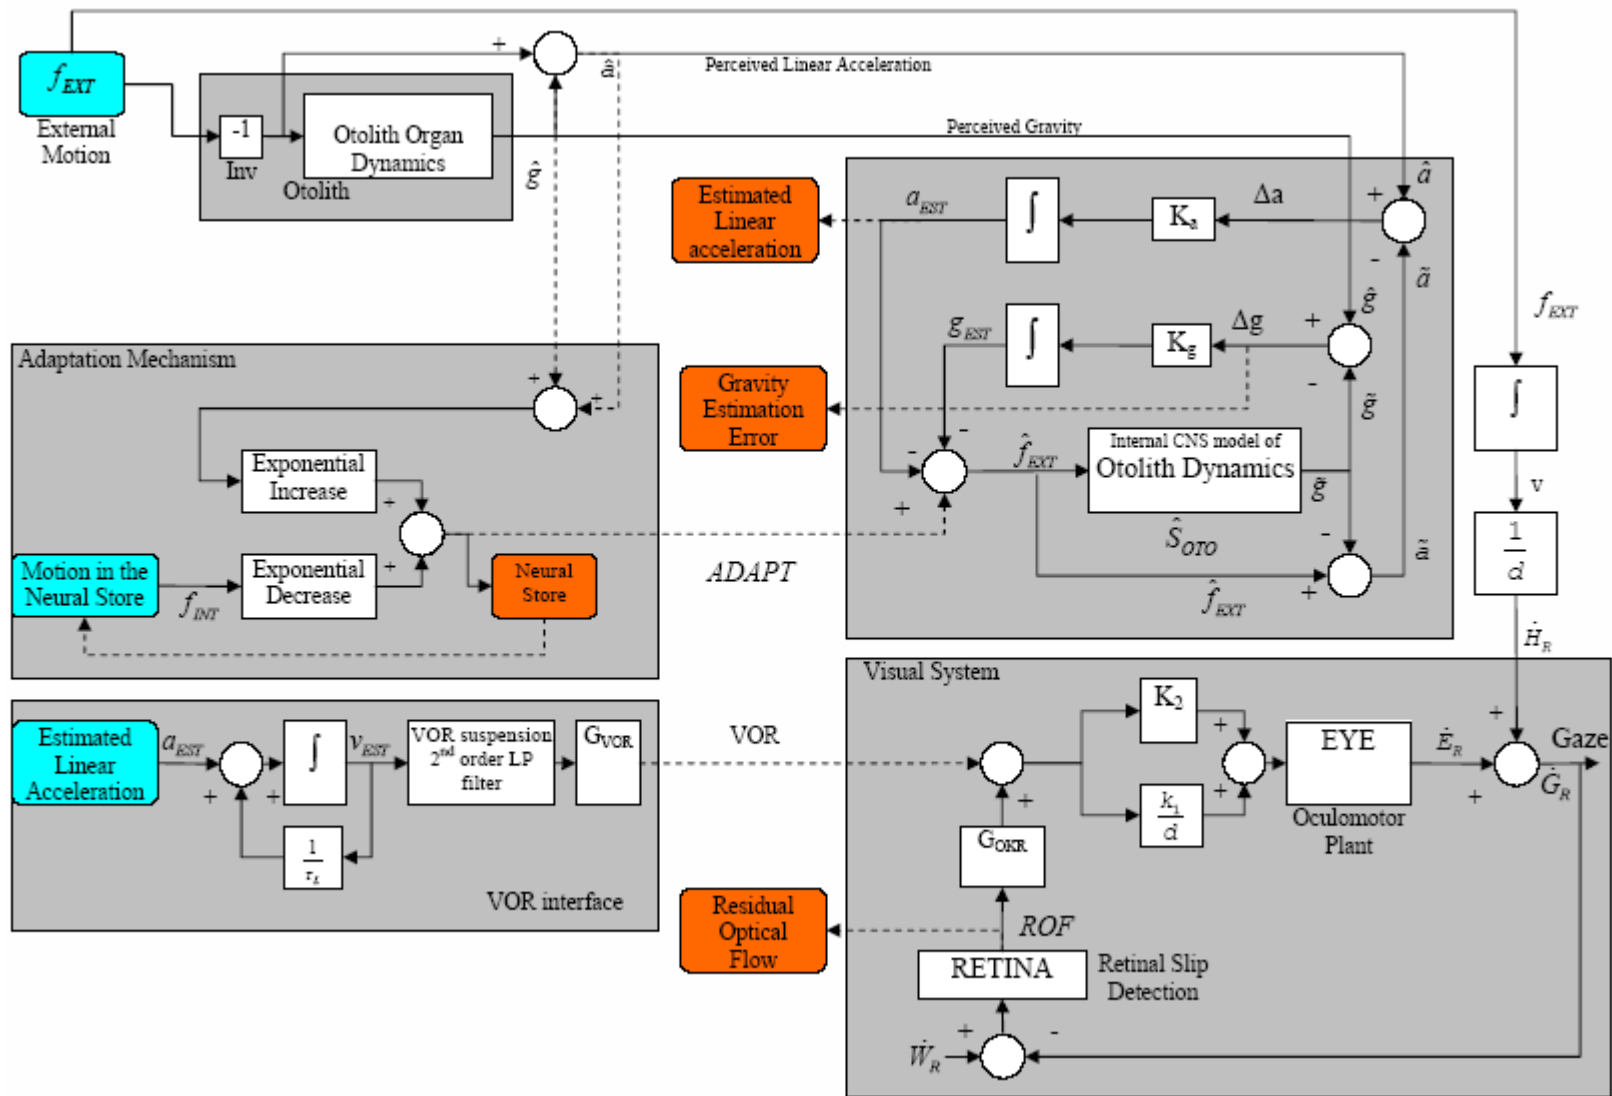 f_EXT
External
Motion
-1
Inv
Otolith Organ
Dynamics
Otolith
+
â
ĝ
Perceived Linear Acceleration
Perceived Gravity
Estimated
Linear
acceleration
a_EST
∫
K_a
Δa
+
-
â
ã
g_EST
∫
K_g
Δg
+
-
ĝ
g̃
Gravity
Estimation
Error
-
-
+
f̂_EXT
Internal CNS model of
Otolith Dynamics
g̃
Ŝ_OTO
f̂_EXT
-
+
ã
f_EXT
∫
v
1
d
Ḣ_R
Adaptation Mechanism
+
+
Exponential
Increase
+
+
Motion in the
Neural Store
f_INT
Exponential
Decrease
Neural
Store
ADAPT
Estimated
Linear
Acceleration
a_EST
+
+
∫
v_EST
1
τ_L
VOR suspension
2nd order LP
filter
G_VOR
VOR interface
VOR
Visual System
+
K_2
k_1
d
+
+
EYE
Oculomotor
Plant
Ė_R
+
+
Gaze
Ġ_R
G_OKR
ROF
Residual
Optical
Flow
RETINA
Retinal Slip
Detection
+
-
Ẇ_R